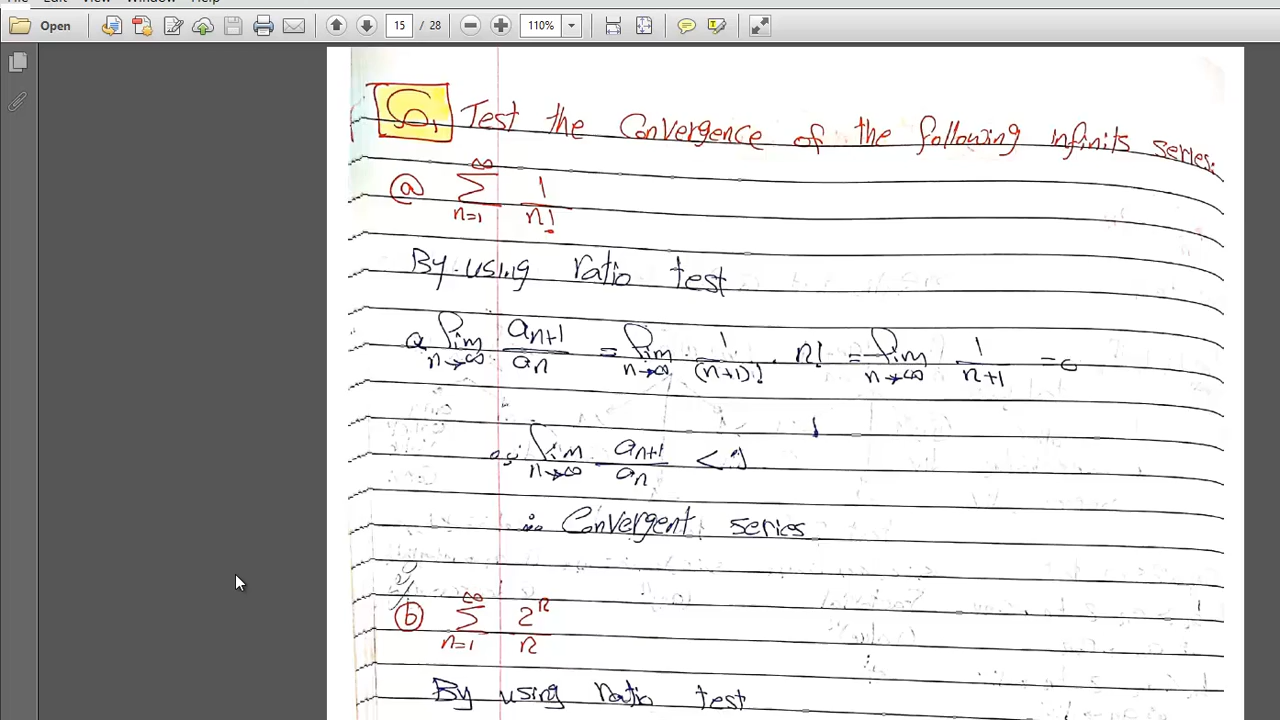 Open 15 / 28 110%
Q1 Test the Convergence of the following infinits series:
ⓐ ∑_{n=1}^{∞} 1/n!
By using ratio test
lim_{n→∞} a_{n+1}/a_n = lim_{n→∞} 1/(n+1)! · n! = lim_{n→∞} 1/n+1 = 0
∵ lim_{n→∞} a_{n+1}/a_n < 1
∴ Convergent series
ⓑ ∑_{n=1}^{∞} 2^n/n
By using ratio test